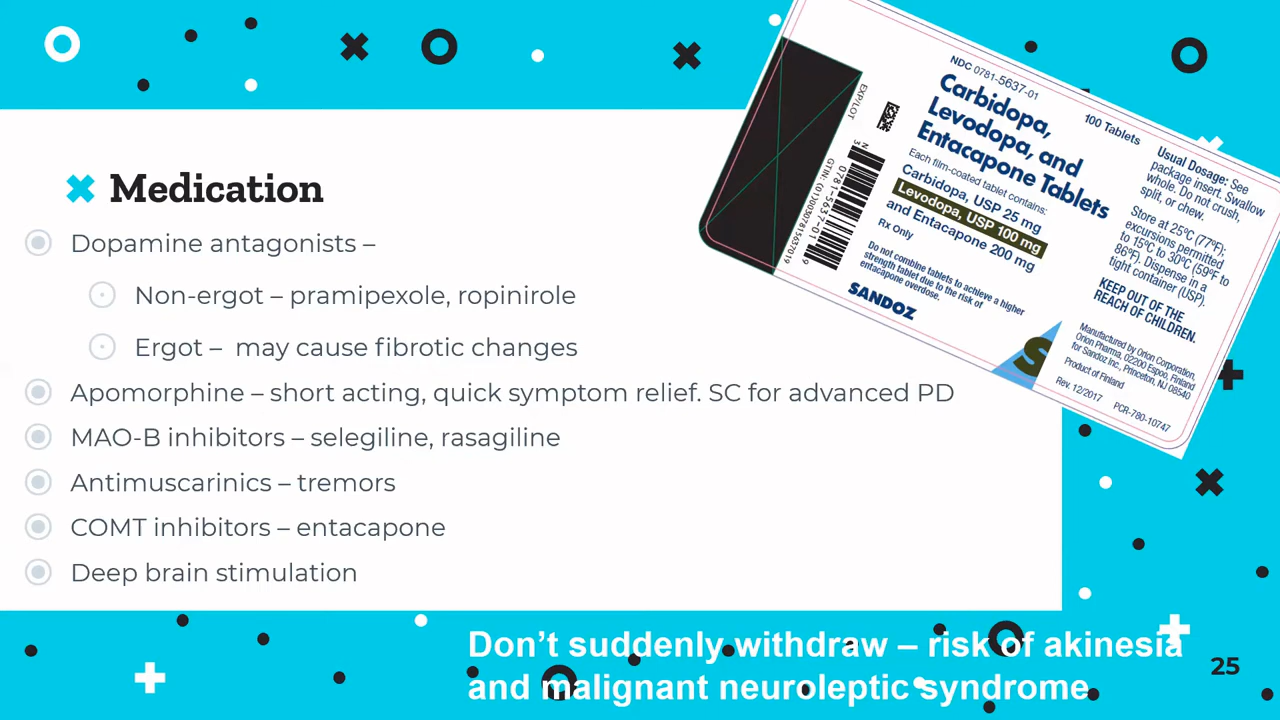 Medication
Dopamine antagonists –
Non-ergot – pramipexole, ropinirole
Ergot – may cause fibrotic changes
Apomorphine – short acting, quick symptom relief. SC for advanced PD
MAO-B inhibitors – selegiline, rasagiline
Antimuscarinics – tremors
COMT inhibitors – entacapone
Deep brain stimulation
Don't suddenly withdraw – risk of akinesia
and malignant neuroleptic syndrome
25
EXP/LOT
GTIN: (01)00307815637019
3
N
0781-5637-01
9
NDC 0781-5637-01
100 Tablets
Carbidopa,
Levodopa, and
Entacapone Tablets
Each film-coated tablet contains:
Carbidopa, USP 25 mg
Levodopa, USP 100 mg
and Entacapone 200 mg
Rx Only
Do not combine tablets to achieve a higher
strength tablet due to the risk of
entacapone overdose.
SANDOZ
S
Usual Dosage: See
package insert. Swallow
whole. Do not crush,
split, or chew.
Store at 25°C (77°F);
excursions permitted
to 15°C to 30°C (59°F to
86°F). Dispense in a
tight container (USP).
KEEP OUT OF THE
REACH OF CHILDREN.
Manufactured by Orion Corporation,
Orion Pharma, 02200 Espoo, Finland
for Sandoz Inc., Princeton, NJ 08540
Product of Finland
Rev. 12/2017
PCR-780-10747